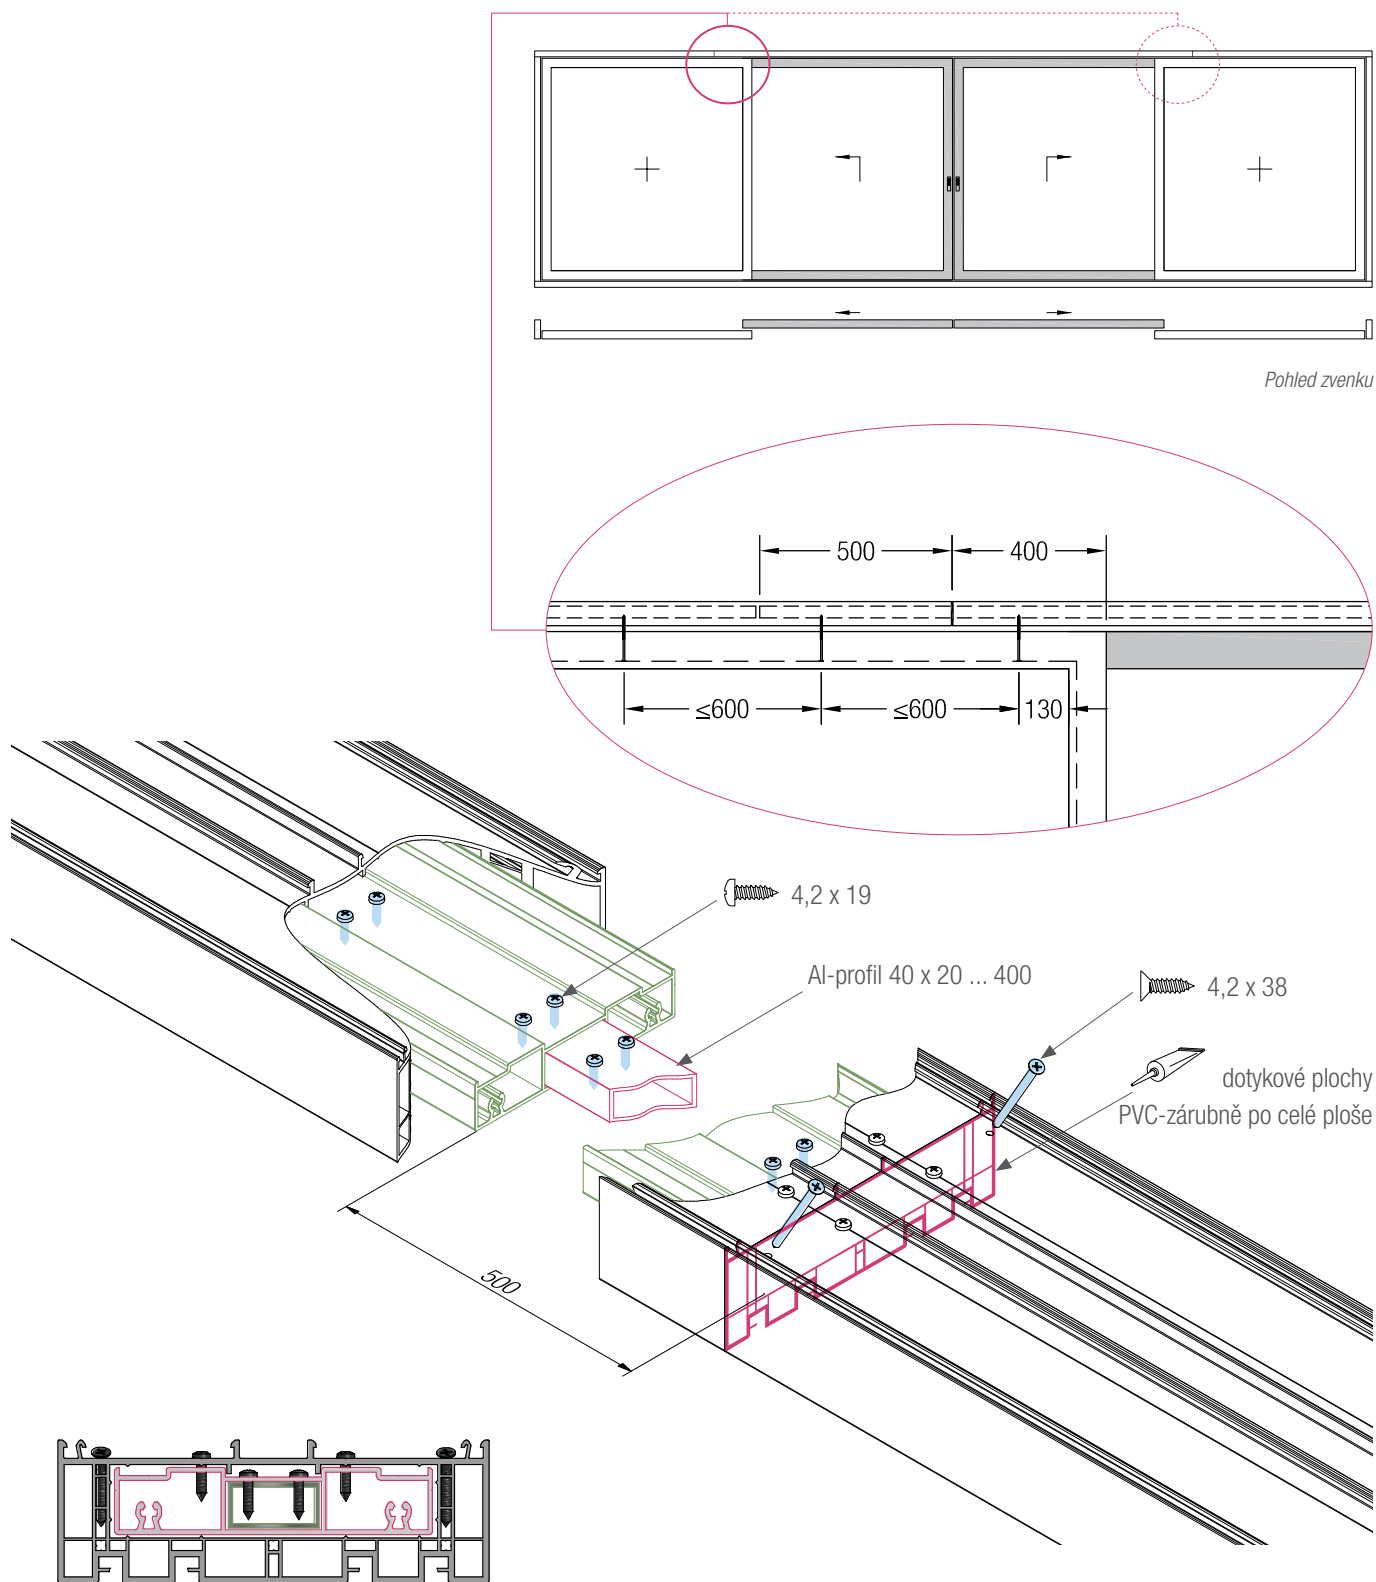 Pohled zvenku
500
400
≤600
≤600
130
4,2 x 19
Al-profil 40 x 20 ... 400
4,2 x 38
dotykové plochy
PVC-zárubně po celé ploše
500